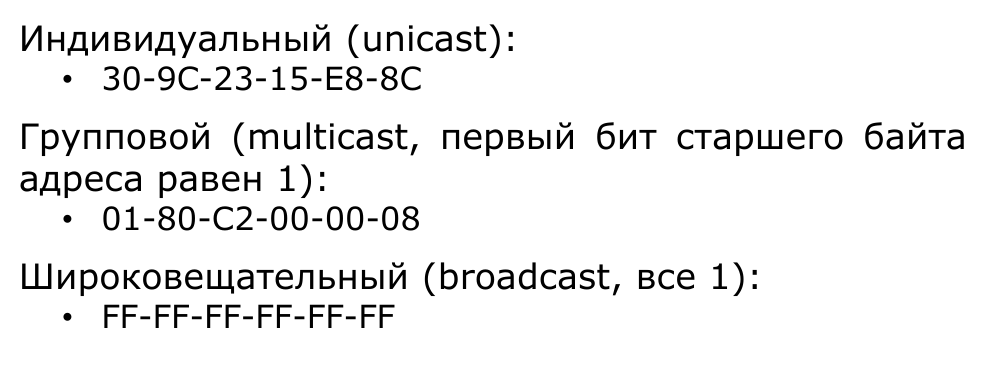 Индивидуальный (unicast):
• 30-9C-23-15-E8-8C
Групповой (multicast, первый бит старшего байта
адреса равен 1):
• 01-80-C2-00-00-08
Широковещательный (broadcast, все 1):
• FF-FF-FF-FF-FF-FF